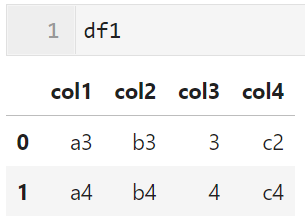 1 df1
col1 col2 col3 col4
0 a3 b3 3 c2
1 a4 b4 4 c4